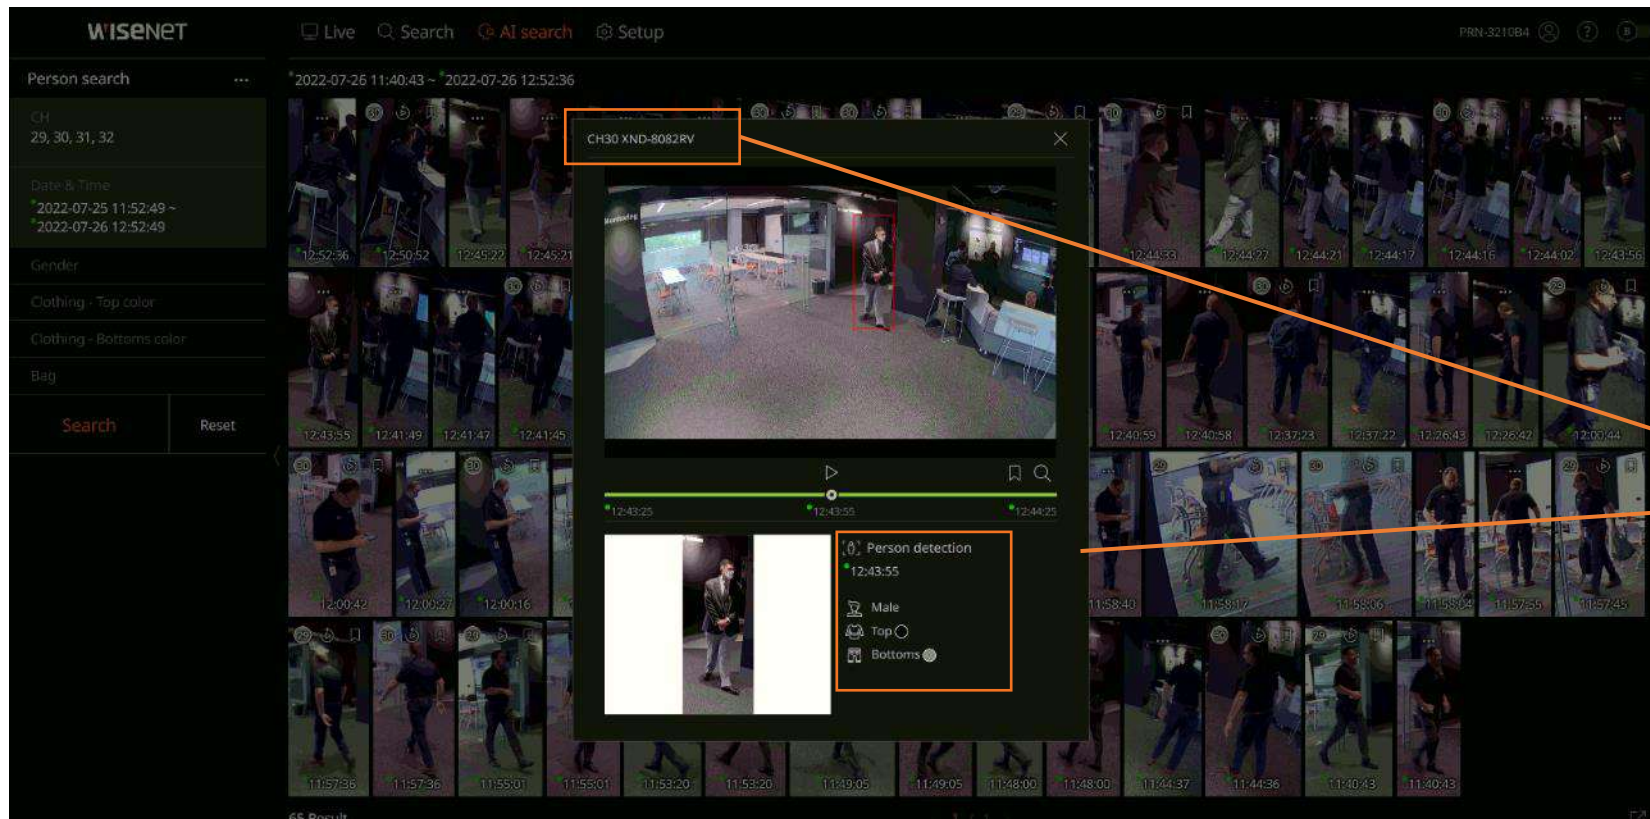 WISENET
Live
Search
AI search
Setup
PRN-3210B4
?
B
Person search
...
2022-07-26 11:40:43 ~ 2022-07-26 12:52:36
CH
29, 30, 31, 32
Date & Time
2022-07-25 11:52:49 ~
2022-07-26 12:52:49
Gender
Clothing - Top color
Clothing - Bottoms color
Bag
Search
Reset
CH30 XND-8082RV
12:52:36
12:50:52
12:45:22
12:45:21
12:44:33
12:44:27
12:44:21
12:44:17
12:44:16
12:44:02
12:43:56
12:43:55
12:41:49
12:41:47
12:41:45
12:40:59
12:40:58
12:37:23
12:37:22
12:26:43
12:26:42
12:00:44
12:43:25
12:43:55
12:44:25
Person detection
12:43:55
Male
Top
Bottoms
12:00:42
12:00:27
12:00:16
11:58:40
11:58:17
11:58:06
11:58:04
11:57:55
11:57:45
11:57:36
11:57:36
11:55:01
11:55:01
11:53:20
11:53:20
11:49:05
11:49:05
11:48:00
11:48:00
11:44:37
11:44:36
11:40:43
11:40:43
65 Result